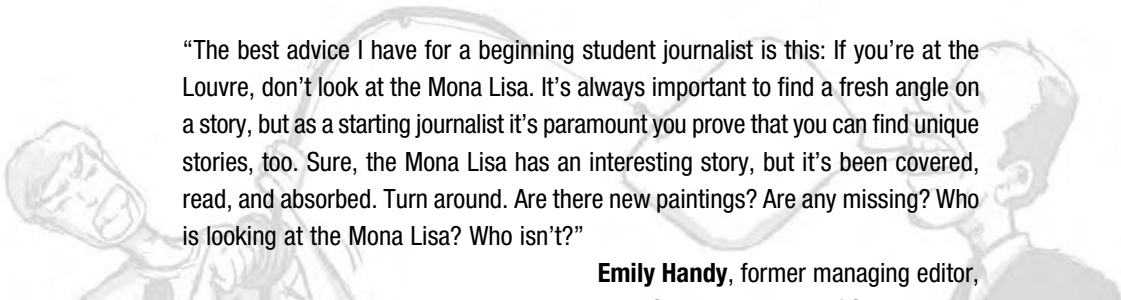 “The best advice I have for a beginning student journalist is this: If you’re at the
Louvre, don’t look at the Mona Lisa. It’s always important to find a fresh angle on
a story, but as a starting journalist it’s paramount you prove that you can find unique
stories, too. Sure, the Mona Lisa has an interesting story, but it’s been covered,
read, and absorbed. Turn around. Are there new paintings? Are any missing? Who
is looking at the Mona Lisa? Who isn’t?”
Emily Handy, former managing editor,